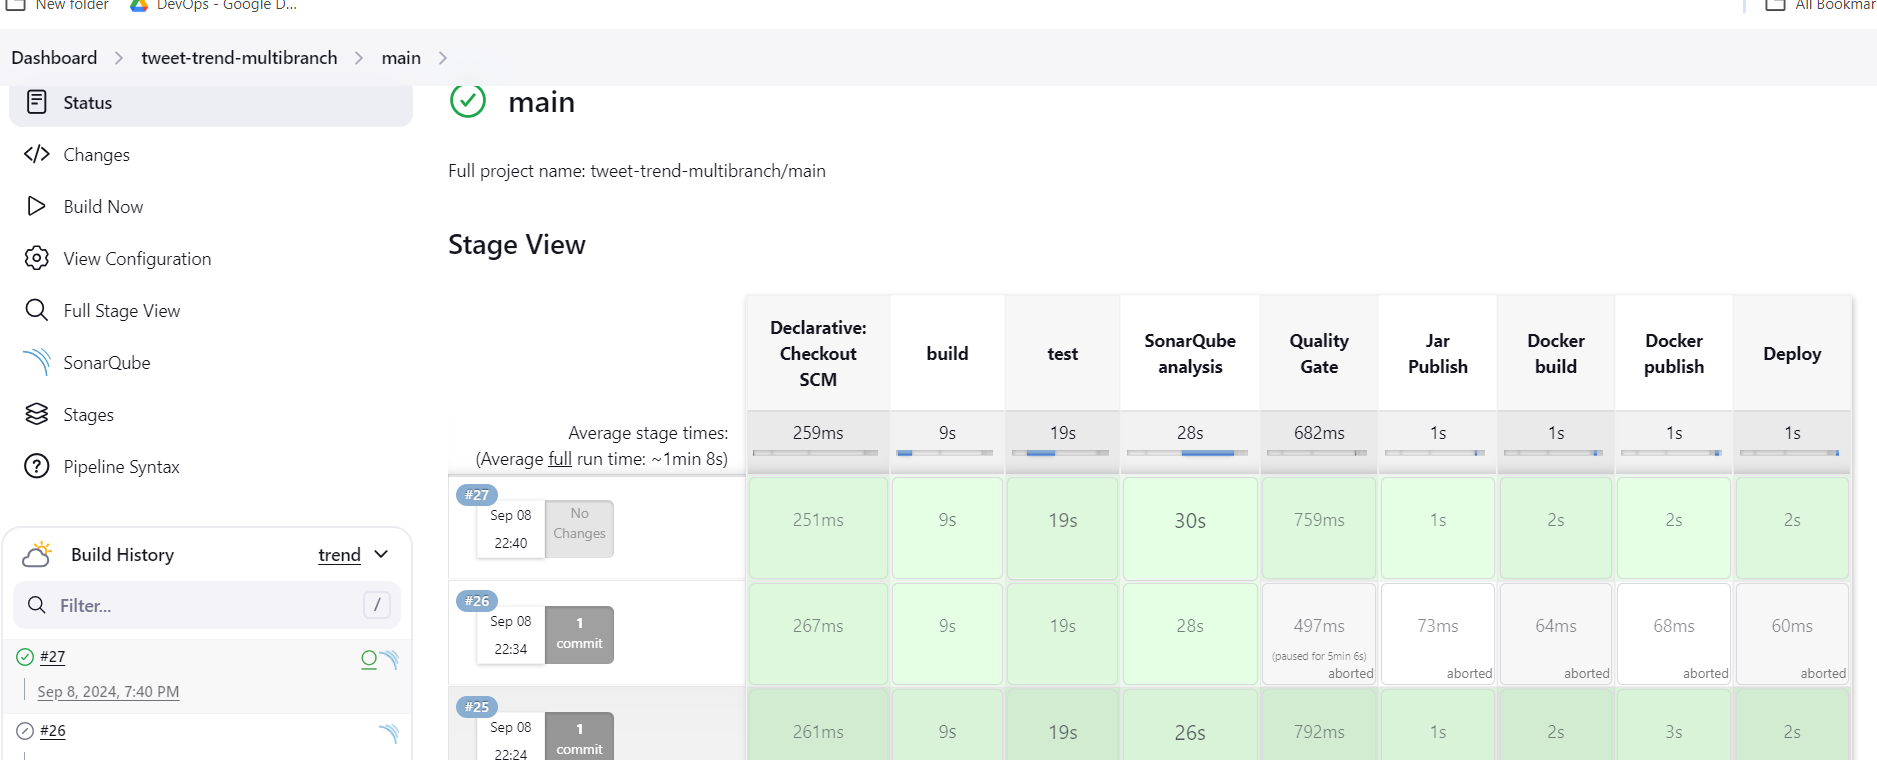 New folder
DevOps - Google D...
All Bookmar
Dashboard
tweet-trend-multibranch
main
Status
Changes
Build Now
View Configuration
Full Stage View
SonarQube
Stages
Pipeline Syntax
Build History
trend
Filter...
/
#27
Sep 8, 2024, 7:40 PM
#26
main
Full project name: tweet-trend-multibranch/main
Stage View
Declarative:
Checkout
SCM
build
test
SonarQube
analysis
Quality
Gate
Jar
Publish
Docker
build
Docker
publish
Deploy
Average stage times:
(Average full run time: ~1min 8s)
259ms
9s
19s
28s
682ms
1s
1s
1s
1s
#27
Sep 08
22:40
No
Changes
251ms
9s
19s
30s
759ms
1s
2s
2s
2s
#26
Sep 08
22:34
1
commit
267ms
9s
19s
28s
497ms
(paused for 5min 6s)
aborted
73ms
aborted
64ms
aborted
68ms
aborted
60ms
aborted
#25
Sep 08
22:24
1
commit
261ms
9s
19s
26s
792ms
1s
2s
3s
2s